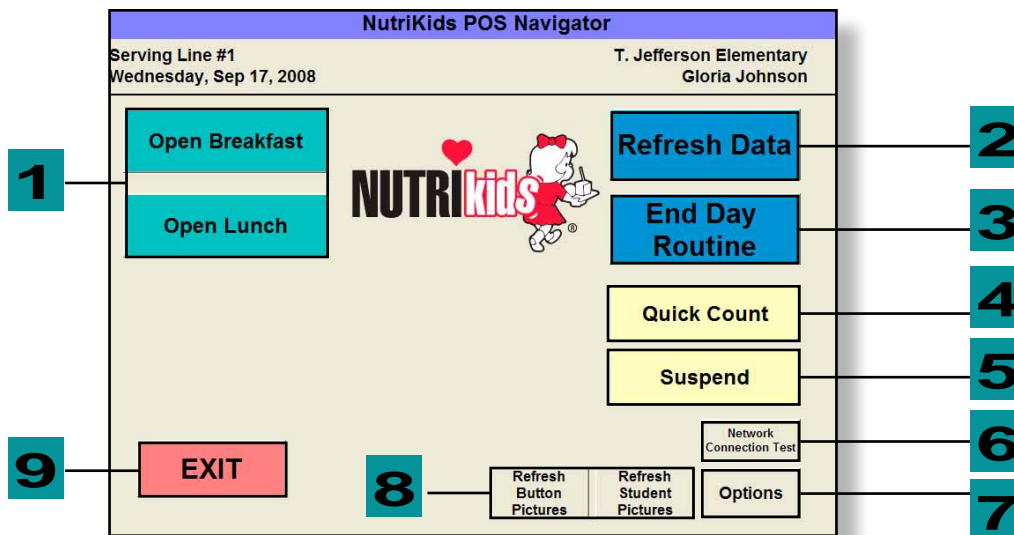 NutriKids POS Navigator
Serving Line #1
Wednesday, Sep 17, 2008
T. Jefferson Elementary
Gloria Johnson
1
Open Breakfast
Open Lunch
NUTRIkids
®
Refresh Data
2
End Day
Routine
3
Quick Count
4
Suspend
5
Network
Connection Test
6
9
EXIT
8
Refresh
Button
Pictures
Refresh
Student
Pictures
Options
7